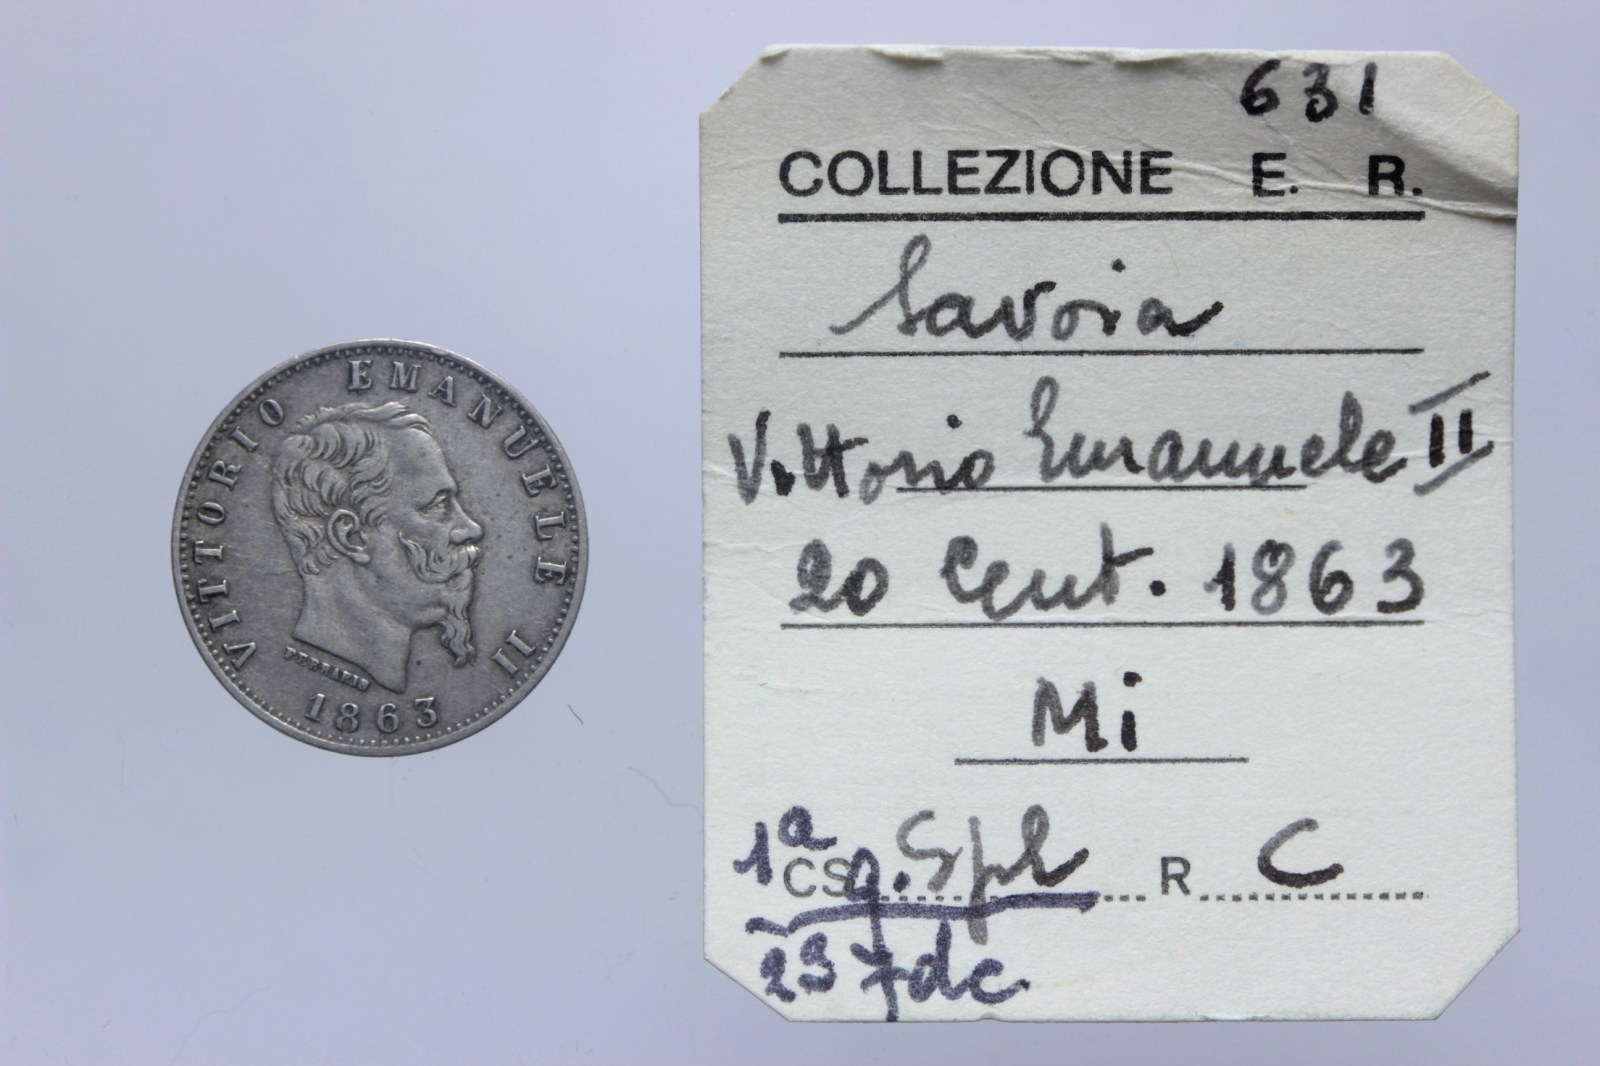 VITTORIO EMANUELE II
FERRARIS
1863
631
COLLEZIONE E. R.
Savoia
Vittorio Emanuele II
20 Cent. 1863
Mi
1ª CS q. Spl R C
23 fdc